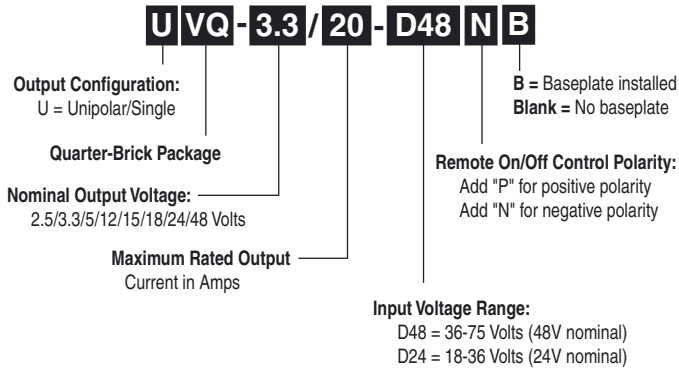 U VQ - 3.3 / 20 - D48 N B
Output Configuration:
U = Unipolar/Single
Quarter-Brick Package
Nominal Output Voltage:
2.5/3.3/5/12/15/18/24/48 Volts
Maximum Rated Output
Current in Amps
B = Baseplate installed
Blank = No baseplate
Remote On/Off Control Polarity:
Add "P" for positive polarity
Add "N" for negative polarity
Input Voltage Range:
D48 = 36-75 Volts (48V nominal)
D24 = 18-36 Volts (24V nominal)